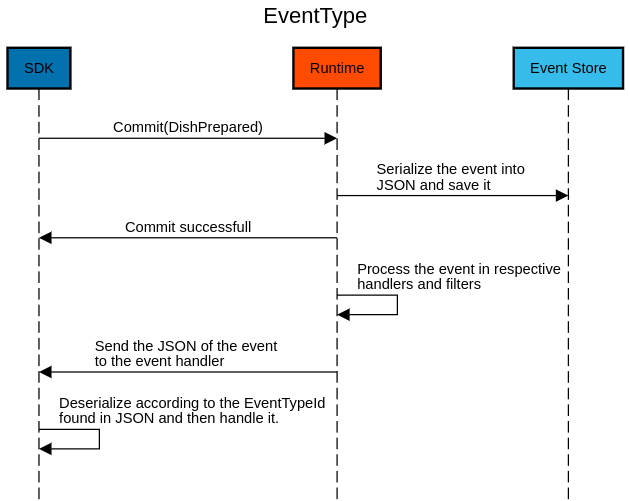 EventType
SDK
Runtime
Event Store
Commit(DishPrepared)
Serialize the event into
JSON and save it
Commit successfull
Process the event in respective
handlers and filters
Send the JSON of the event
to the event handler
Deserialize according to the EventTypeId
found in JSON and then handle it.